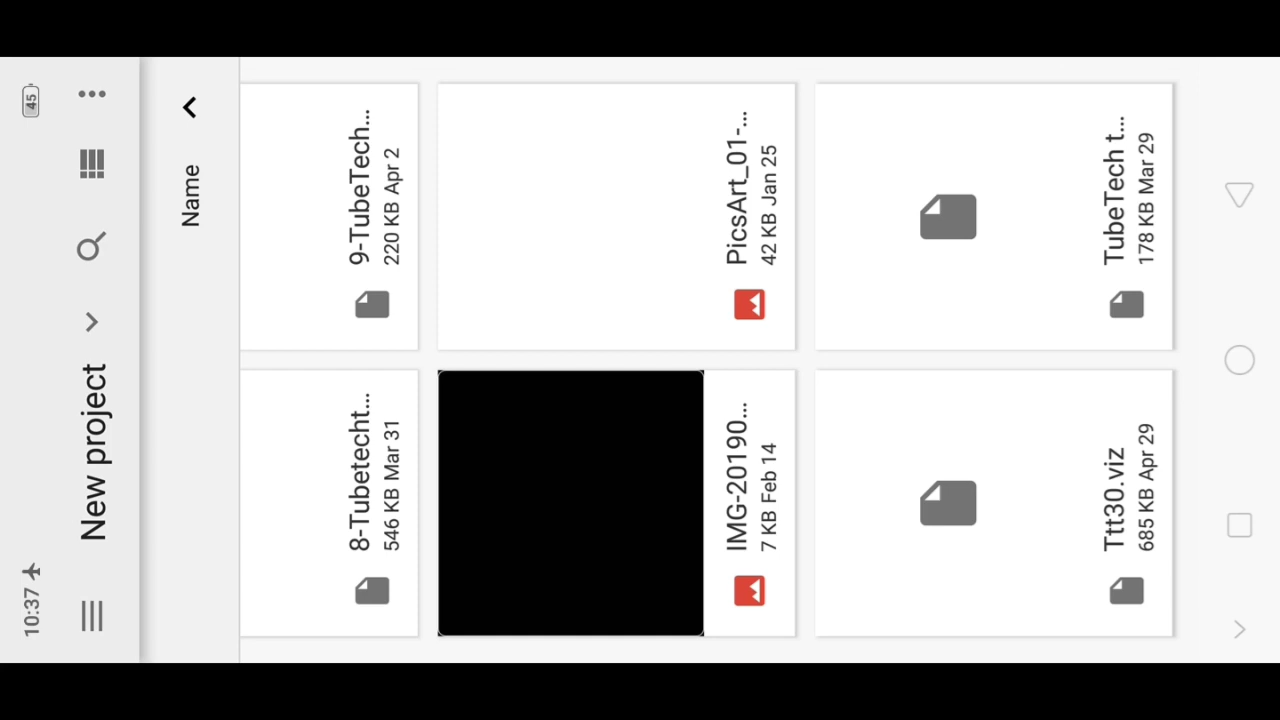 10:37
45
New project
Name
8-Tubetecht...
546 KB Mar 31
9-TubeTech...
220 KB Apr 2
IMG-20190...
7 KB Feb 14
PicsArt_01-...
42 KB Jan 25
Ttt30.viz
685 KB Apr 29
TubeTech t...
178 KB Mar 29